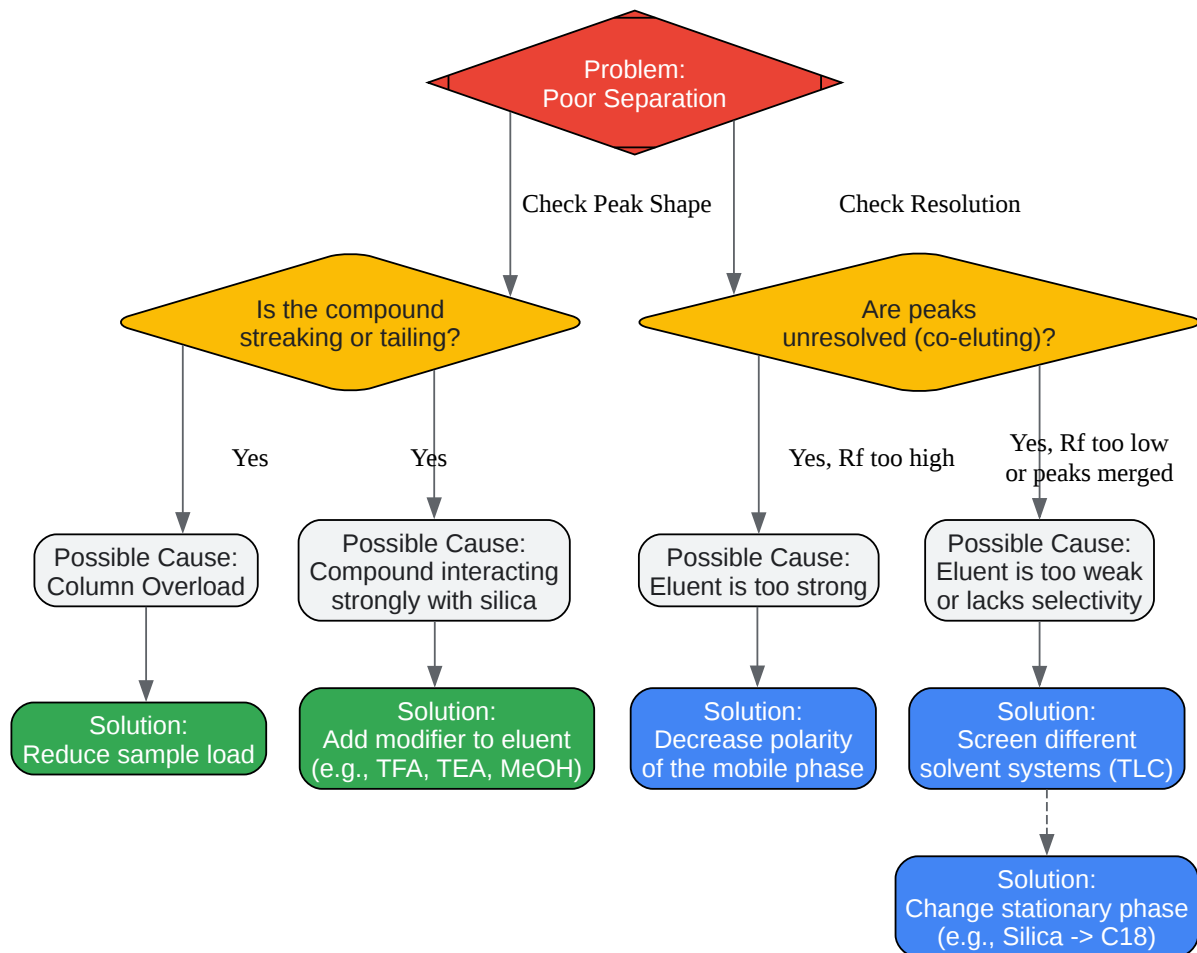 Problem:
Poor Separation
Check Peak Shape
Check Resolution
Is the compound
streaking or tailing?
Are peaks
unresolved (co-eluting)?
Yes
Yes
Yes, Rf too high
Yes, Rf too low
or peaks merged
Possible Cause:
Column Overload
Possible Cause:
Compound interacting
strongly with silica
Possible Cause:
Eluent is too strong
Possible Cause:
Eluent is too weak
or lacks selectivity
Solution:
Reduce sample load
Solution:
Add modifier to eluent
(e.g., TFA, TEA, MeOH)
Solution:
Decrease polarity
of the mobile phase
Solution:
Screen different
solvent systems (TLC)
Solution:
Change stationary phase
(e.g., Silica -> C18)